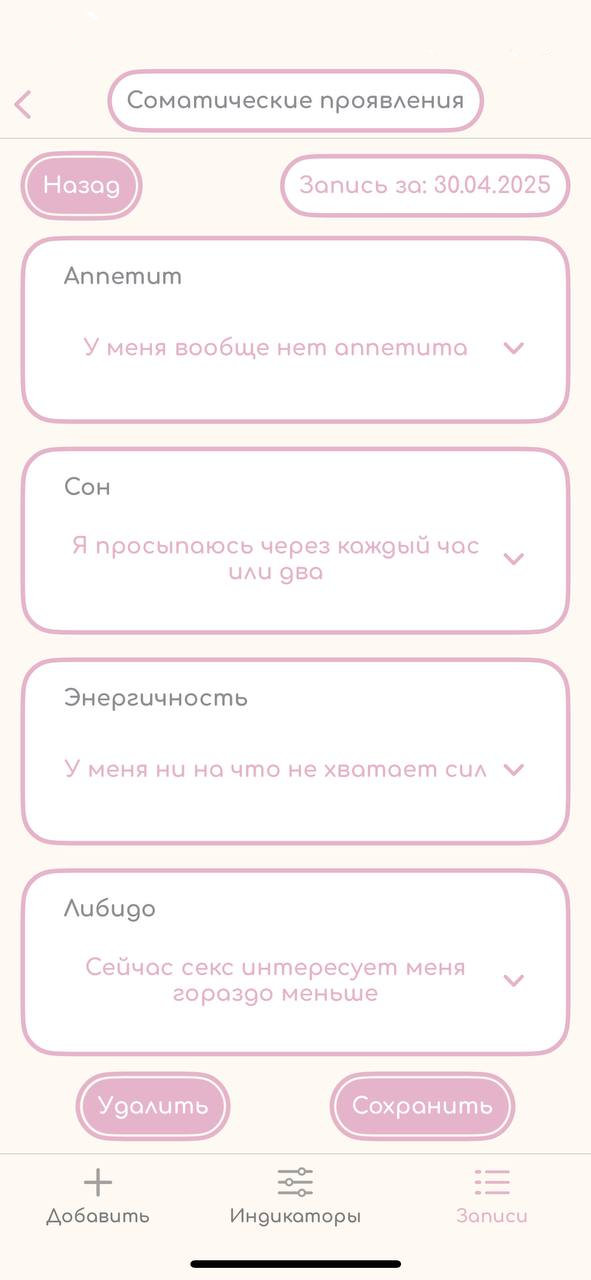 Соматические проявления
Назад
Запись за: 30.04.2025
Аппетит
У меня вообще нет аппетита
Сон
Я просыпаюсь через каждый час
или два
Энергичность
У меня ни на что не хватает сил
Либидо
Сейчас секс интересует меня
гораздо меньше
Удалить
Сохранить
Добавить
Индикаторы
Записи